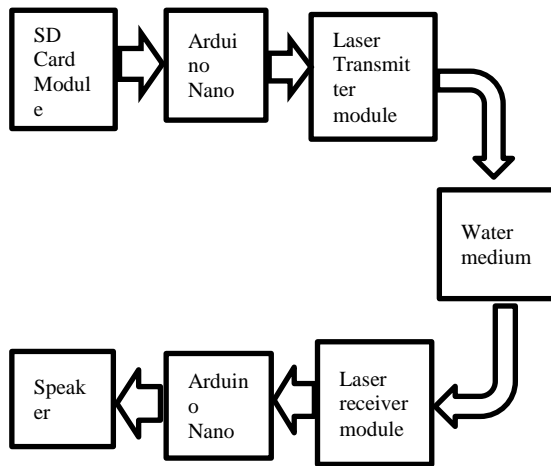 SD
Card
Modul
e
Ardui
no
Nano
Laser
Transmit
ter
module
Water
medium
Speak
er
Arduin
o
Nano
Laser
receiver
module